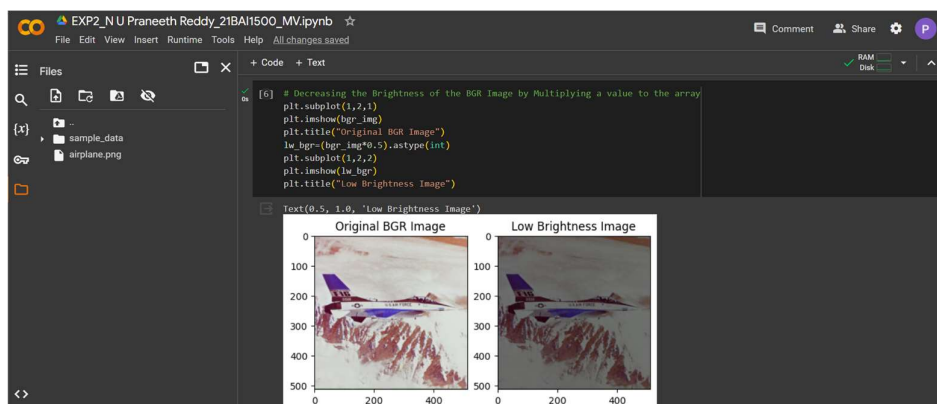 EXP2_N U Praneeth Reddy_21BAI1500_MV.ipynb
File Edit View Insert Runtime Tools Help All changes saved
Comment
Share
P
Files
+ Code + Text
RAM
Disk
{x}
..
sample_data
airplane.png
<>
0s
[6] # Decreasing the Brightness of the BGR Image by Multiplying a value to the array
plt.subplot(1,2,1)
plt.imshow(bgr_img)
plt.title("Original BGR Image")
lw_bgr=(bgr_img*0.5).astype(int)
plt.subplot(1,2,2)
plt.imshow(lw_bgr)
plt.title("Low Brightness Image")
Text(0.5, 1.0, 'Low Brightness Image')
Original BGR Image
0
100
200
300
400
500
0 200 400
Low Brightness Image
0
100
200
300
400
500
0 200 400